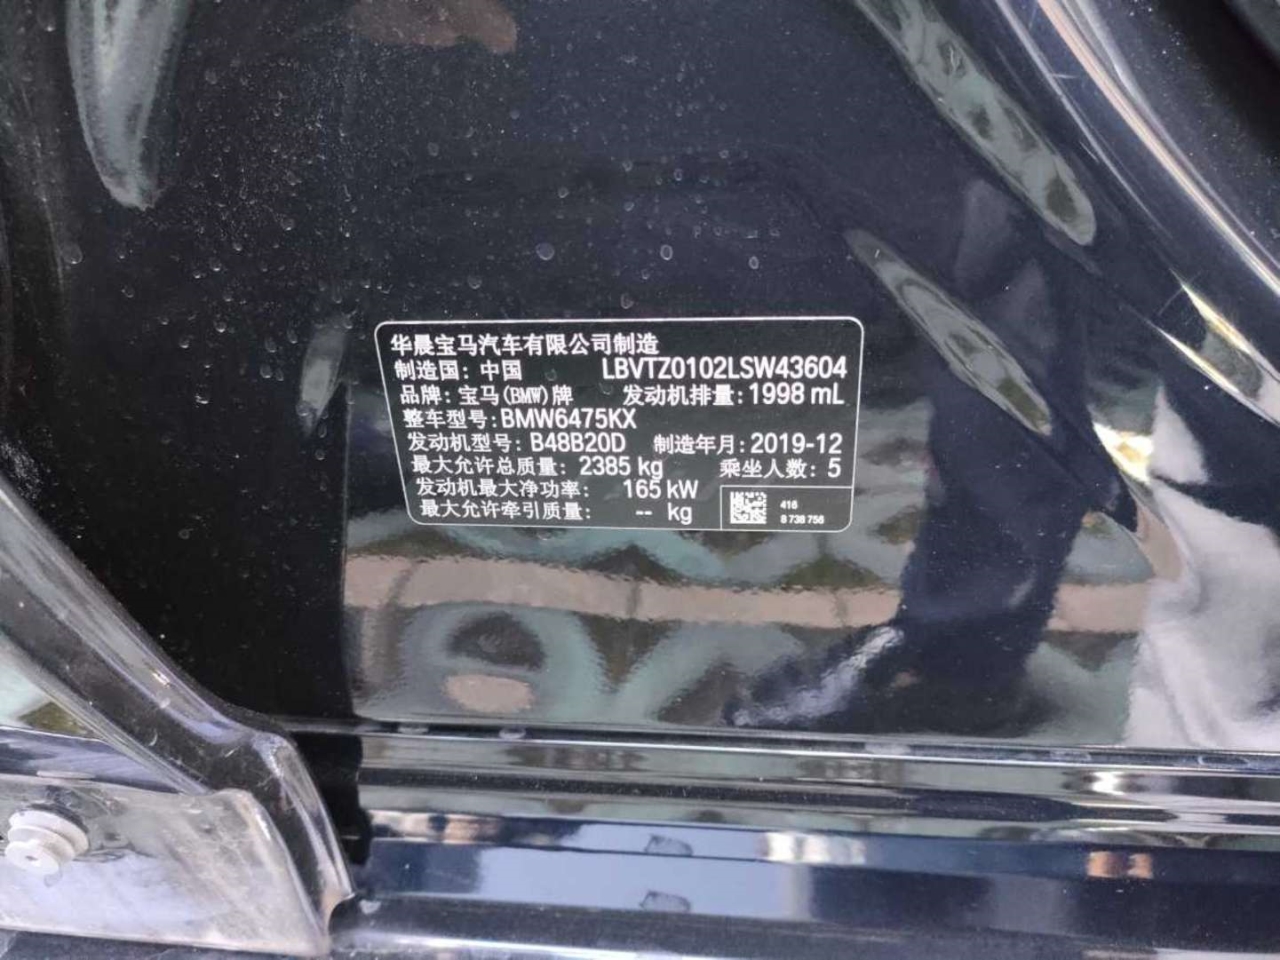 华晨宝马汽车有限公司制造
制造国：中国 LBVTZ0102LSW43604
品牌：宝马(BMW)牌 发动机排量：1998 mL
整车型号：BMW6475KX
发动机型号：B48B20D 制造年月：2019-12
最大允许总质量：2385 kg 乘坐人数：5
发动机最大净功率：165 kW
最大允许牵引质量：-- kg
416
8 738 756